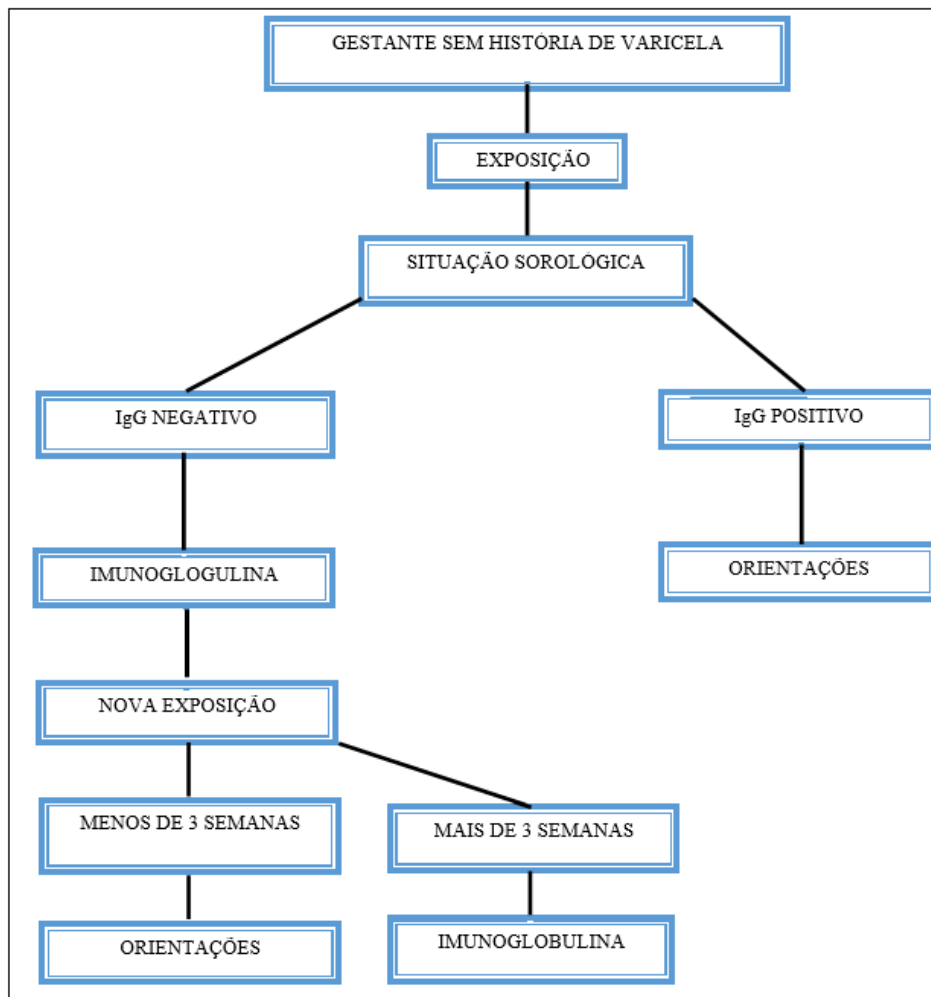 GESTANTE SEM HISTÓRIA DE VARICELA
EXPOSIÇÃO
SITUAÇÃO SOROLÓGICA
IgG NEGATIVO
IgG POSITIVO
IMUNOGLOGULINA
ORIENTAÇÕES
NOVA EXPOSIÇÃO
MENOS DE 3 SEMANAS
MAIS DE 3 SEMANAS
ORIENTAÇÕES
IMUNOGLOBULINA